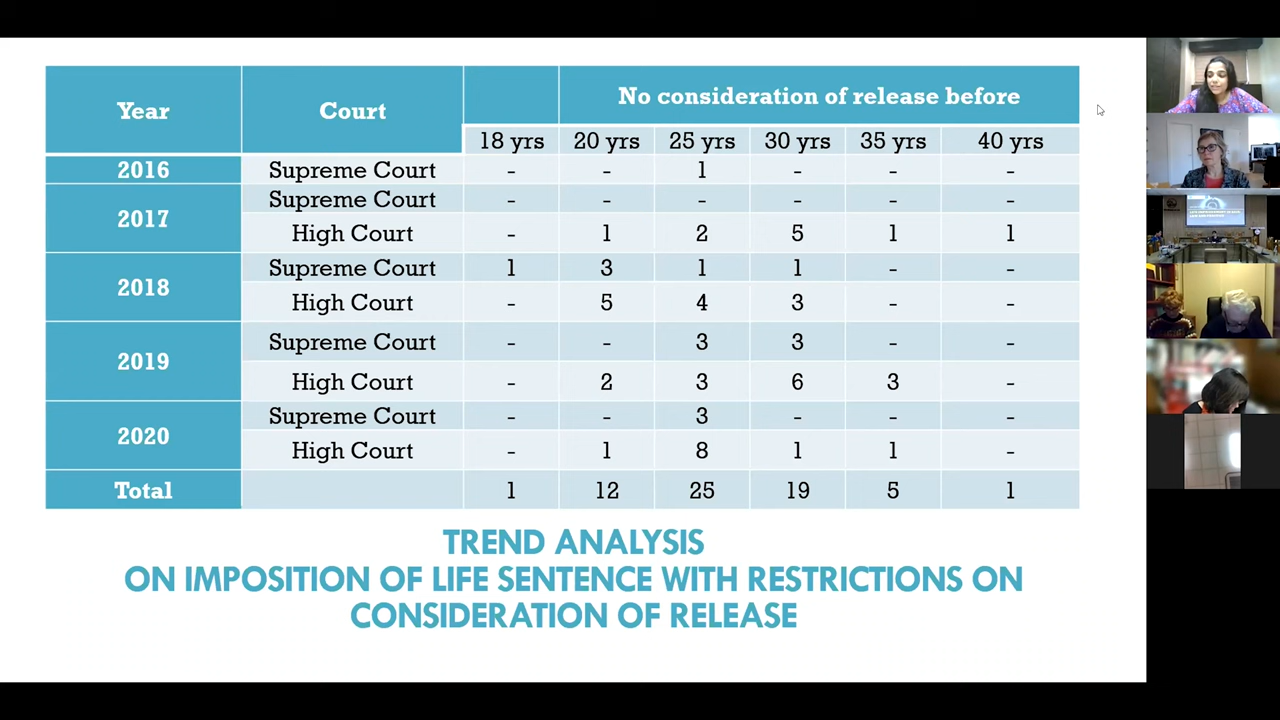 Year Court No consideration of release before
18 yrs 20 yrs 25 yrs 30 yrs 35 yrs 40 yrs
2016 Supreme Court - - 1 - - -
2017 Supreme Court - - - - - -
High Court - 1 2 5 1 1
2018 Supreme Court 1 3 1 1 - -
High Court - 5 4 3 - -
2019 Supreme Court - - 3 3 - -
High Court - 2 3 6 3 -
2020 Supreme Court - - 3 - - -
High Court - 1 8 1 1 -
Total 1 12 25 19 5 1
TREND ANALYSIS
ON IMPOSITION OF LIFE SENTENCE WITH RESTRICTIONS ON
CONSIDERATION OF RELEASE